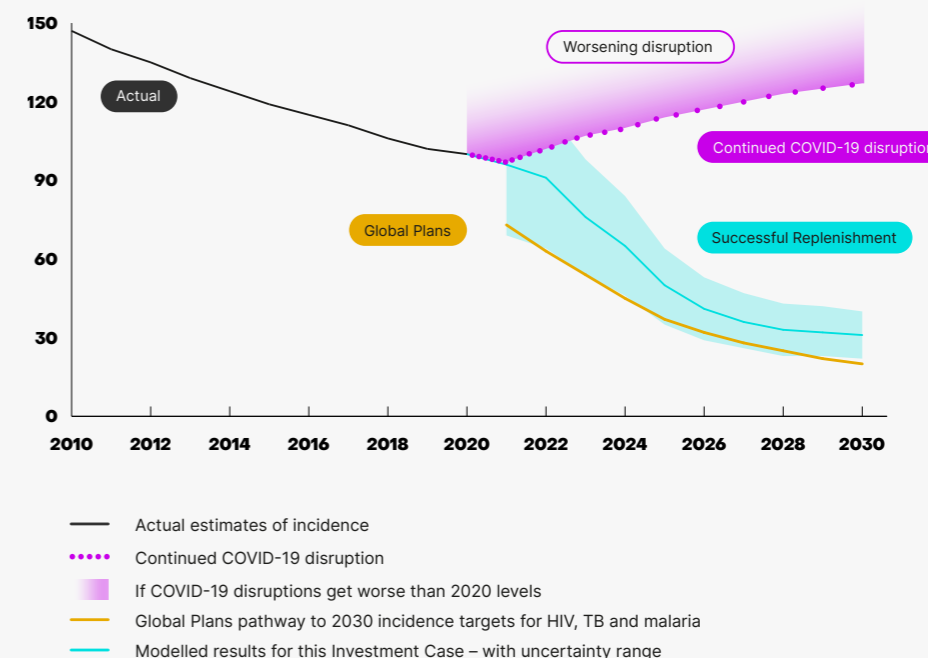 150
Worsening disruption
120
Actual
Continued COVID-19 disruption
90
Global Plans
Successful Replenishment
60
30
0
2010 2012 2014 2016 2018 2020 2022 2024 2026 2028 2030
Actual estimates of incidence
Continued COVID-19 disruption
If COVID-19 disruptions get worse than 2020 levels
Global Plans pathway to 2030 incidence targets for HIV, TB and malaria
Modelled results for this Investment Case – with uncertainty range